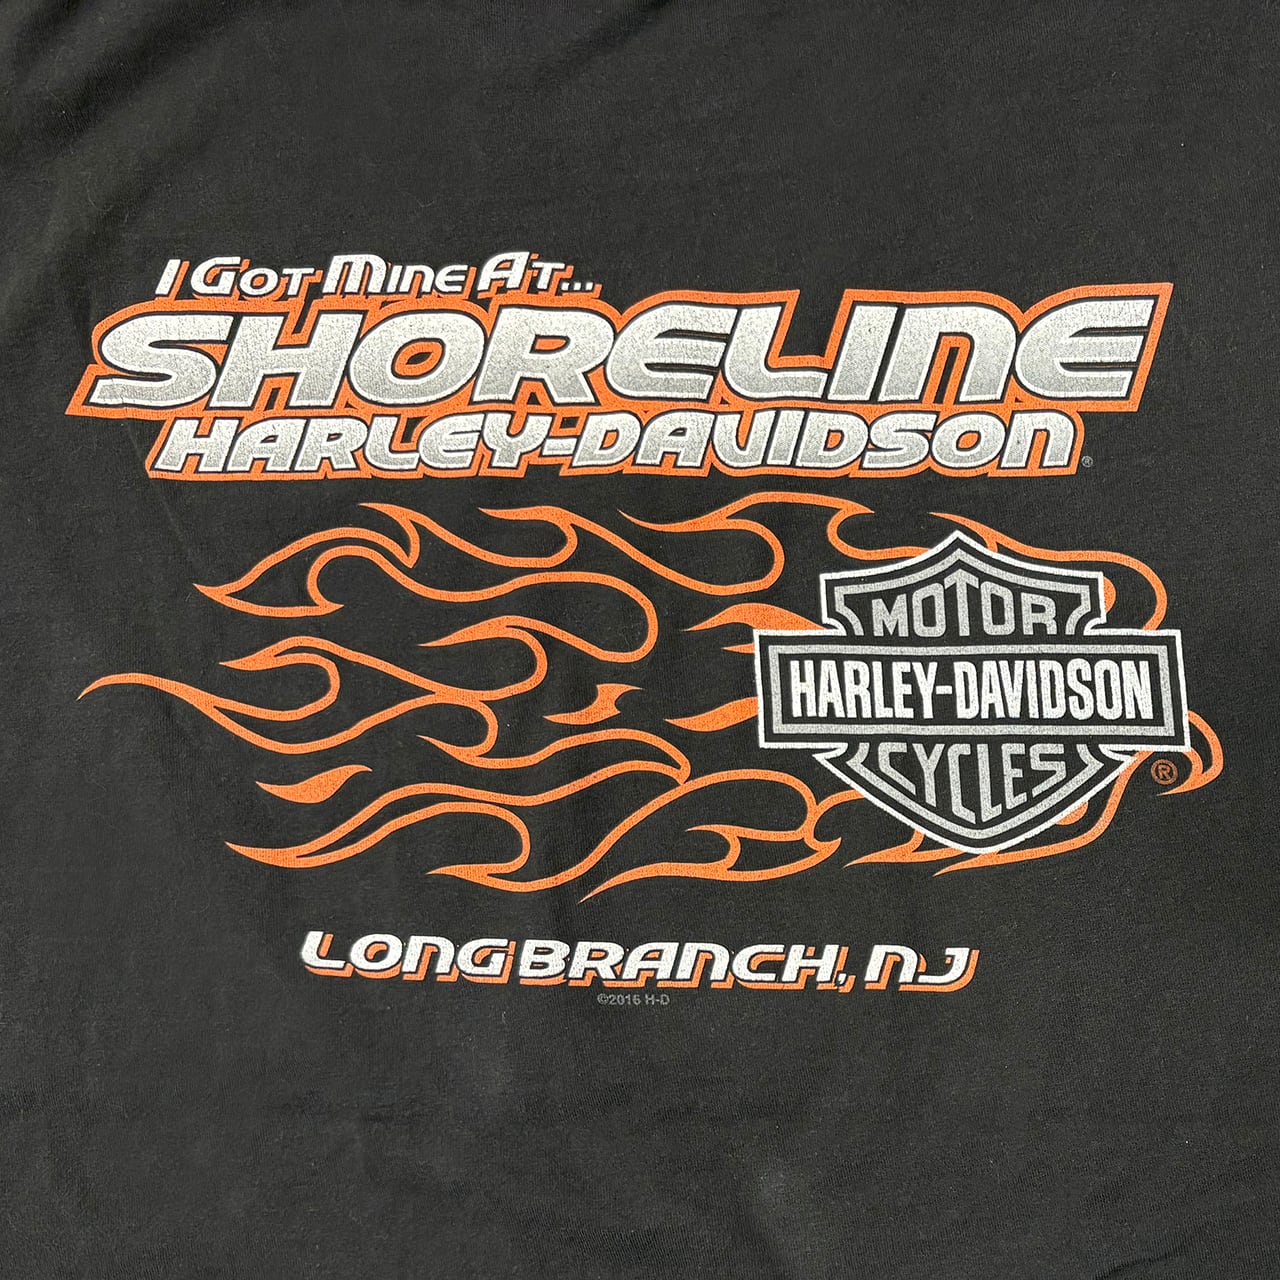 I GOT MINE AT...
SHORELINE
HARLEY-DAVIDSON®
MOTOR
HARLEY-DAVIDSON
CYCLES
®
LONG BRANCH, NJ
©2016 H-D